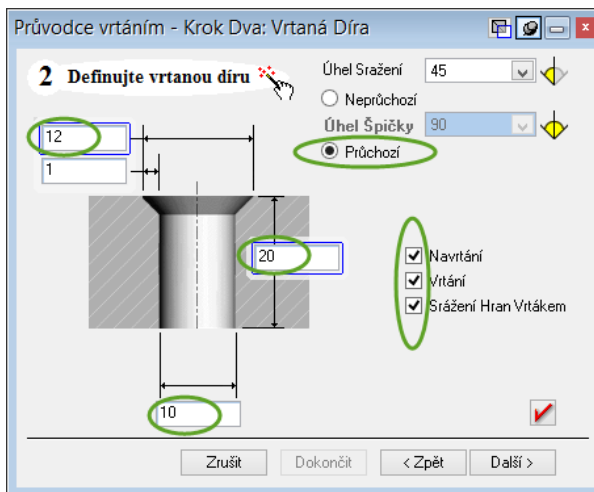 Průvodce vrtáním - Krok Dva: Vrtaná Díra
2 Definujte vrtanou díru
Úhel Sražení 45
Neprůchozí
Úhel Špičky 90
Průchozí
12
1
20
10
Navrtání
Vrtání
Srážení Hran Vrtákem
Zrušit Dokončit < Zpět Další >